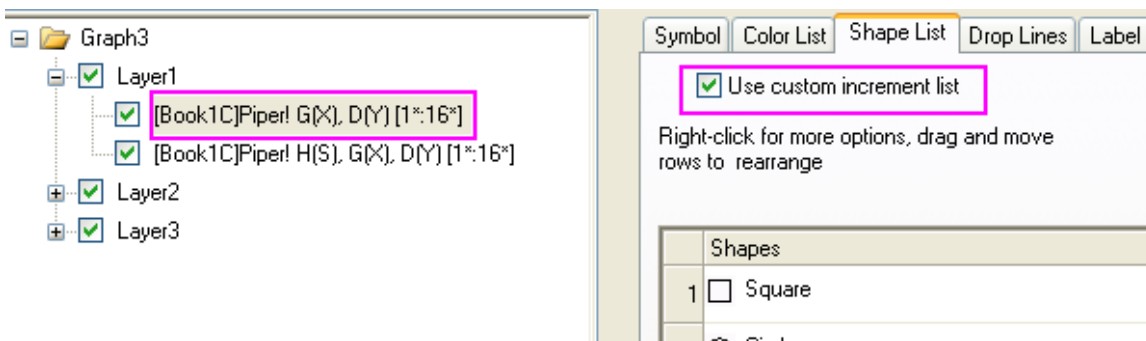 Graph3
Layer1
[Book1C]Piper! G(X), D(Y) [1*:16*]
[Book1C]Piper! H(S), G(X), D(Y) [1*:16*]
Layer2
Layer3
Symbol Color List Shape List Drop Lines Label
Use custom increment list
Right-click for more options, drag and move
rows to rearrange
Shapes
1 Square